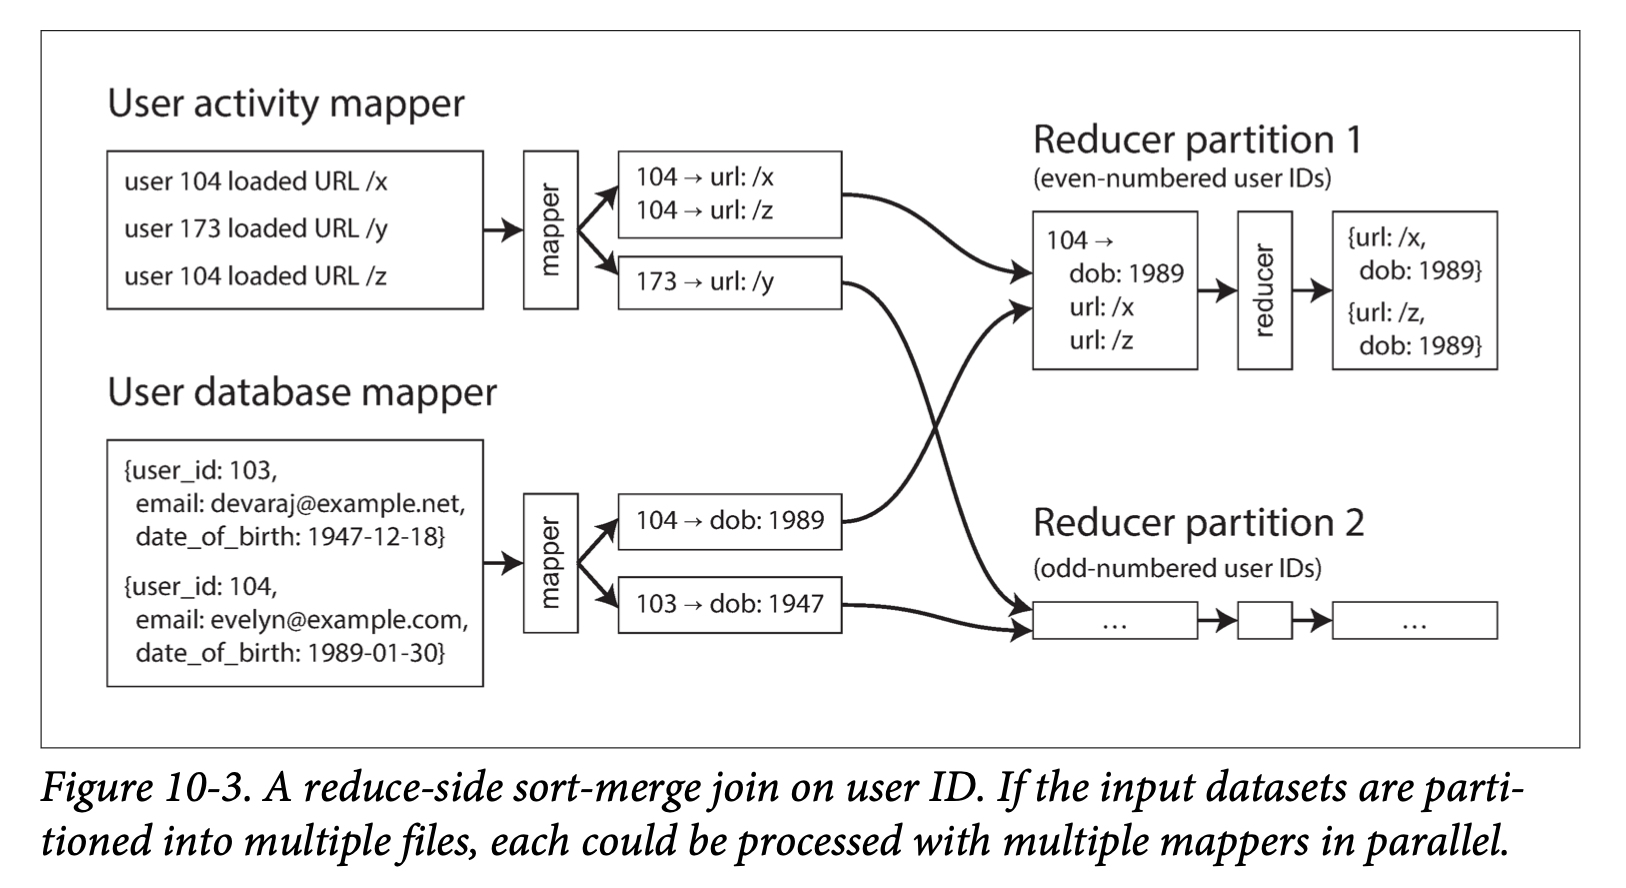 User activity mapper
user 104 loaded URL /x
user 173 loaded URL /y
user 104 loaded URL /z
mapper
104 → url: /x
104 → url: /z
173 → url: /y
User database mapper
{user_id: 103,
email: devaraj@example.net,
date_of_birth: 1947-12-18}
{user_id: 104,
email: evelyn@example.com,
date_of_birth: 1989-01-30}
mapper
104 → dob: 1989
103 → dob: 1947
Reducer partition 1
(even-numbered user IDs)
104 →
dob: 1989
url: /x
url: /z
reducer
{url: /x,
dob: 1989}
{url: /z,
dob: 1989}
Reducer partition 2
(odd-numbered user IDs)
...
...
Figure 10-3. A reduce-side sort-merge join on user ID. If the input datasets are parti-
tioned into multiple files, each could be processed with multiple mappers in parallel.